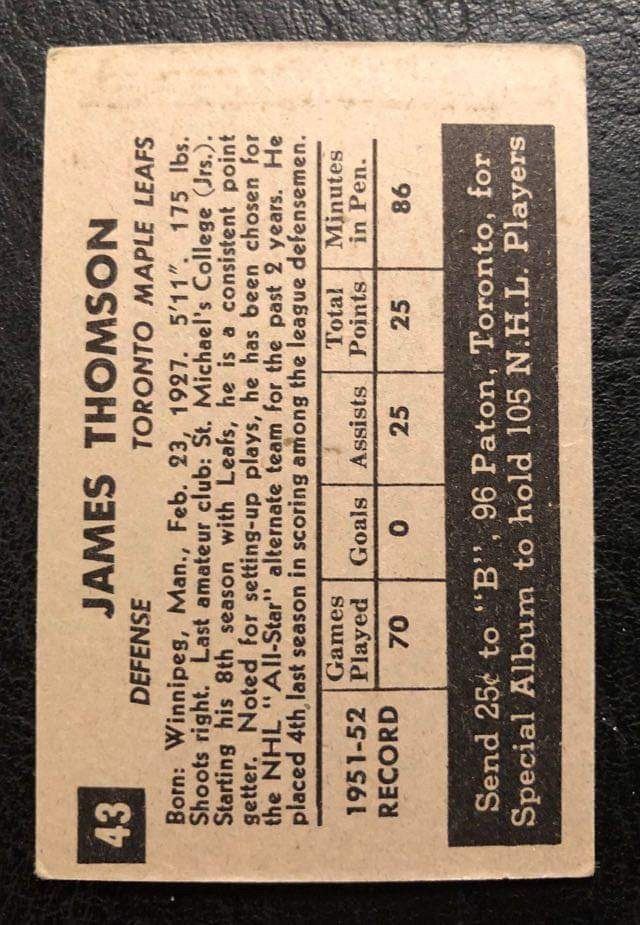 43
JAMES THOMSON
DEFENSE TORONTO MAPLE LEAFS
Born: Winnipeg, Man., Feb. 23, 1927. 5'11". 175 lbs.
Shoots right. Last amateur club: St. Michael's College (Jrs.).
Starting his 8th season with Leafs, he is a consistent point
getter. Noted for setting-up plays, he has been chosen for
the NHL "All-Star" alternate team for the past 2 years. He
placed 4th last season in scoring among the league defensemen.
1951-52 Games Goals Assists Total Minutes
RECORD Played Points in Pen.
70 0 25 25 86
Send 25¢ to "B", 96 Paton, Toronto, for
Special Album to hold 105 N.H.L. Players